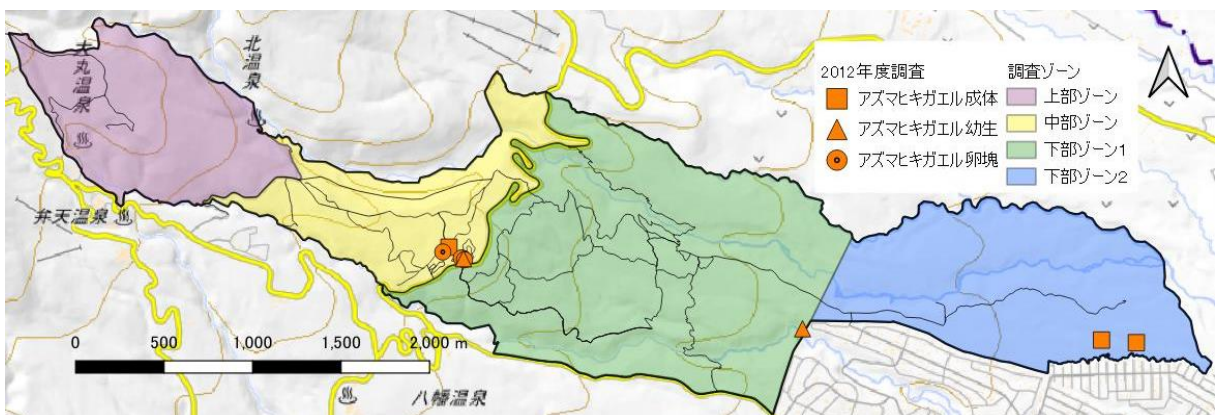 大丸温泉
北温泉
弁天温泉
八幡温泉
0 500 1,000 1,500 2,000 m
2012年度調査
アズマヒキガエル成体
アズマヒキガエル幼生
アズマヒキガエル卵塊
調査ゾーン
上部ゾーン
中部ゾーン
下部ゾーン1
下部ゾーン2